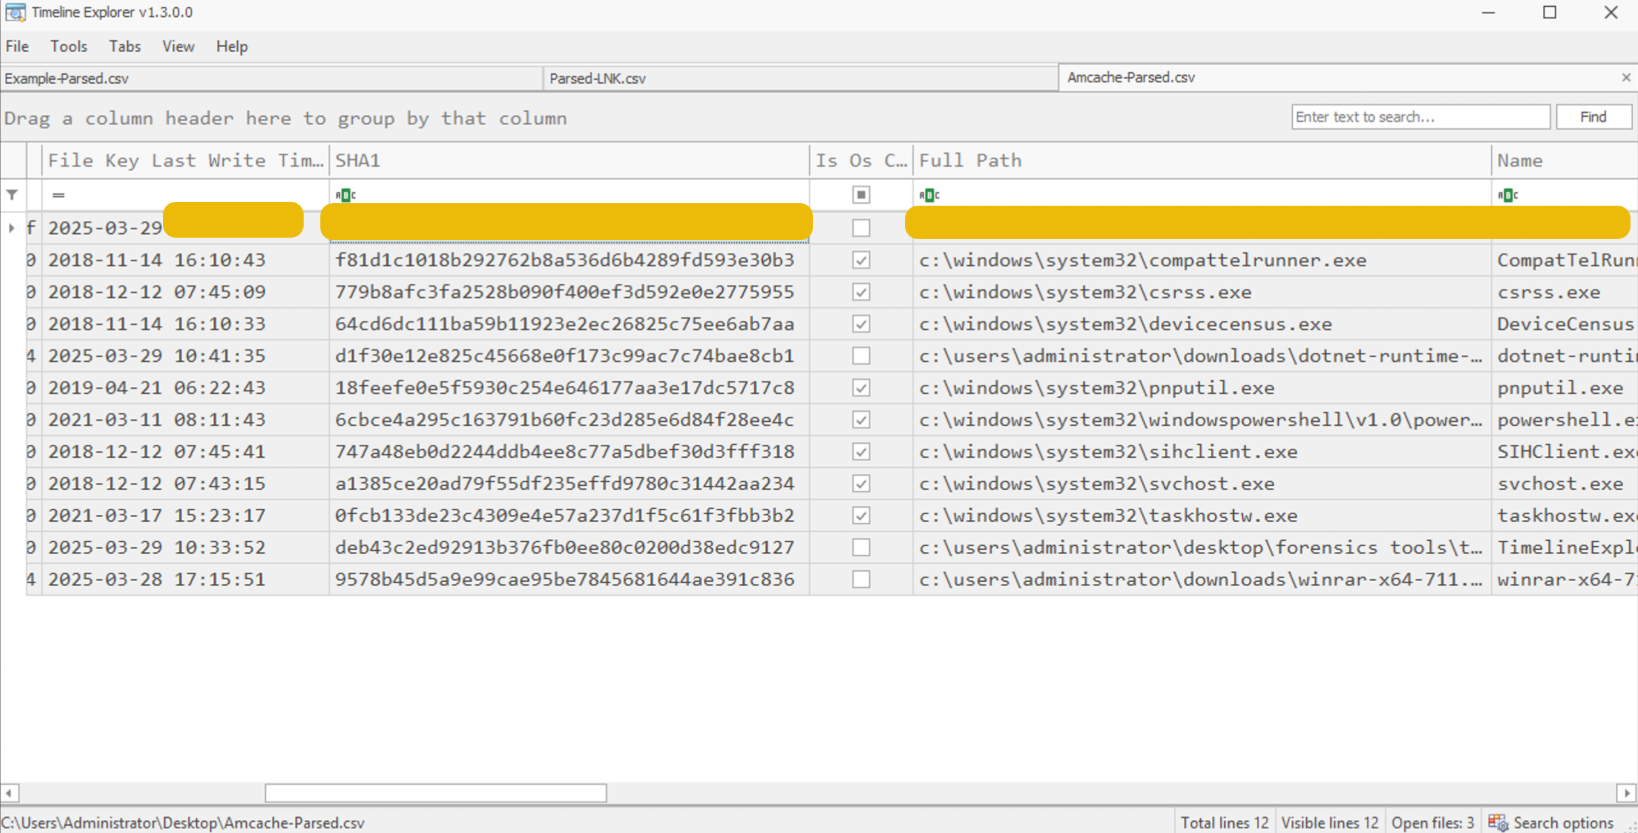 Timeline Explorer v1.3.0.0
File Tools Tabs View Help
Example-Parsed.csv Parsed-LNK.csv Amcache-Parsed.csv
Drag a column header here to group by that column Enter text to search... Find
File Key Last Write Tim... SHA1 Is Os C... Full Path Name
= ABC ABC ABC
f 2025-03-29
0 2018-11-14 16:10:43 f81d1c1018b292762b8a536d6b4289fd593e30b3 c:\windows\system32\compattelrunner.exe CompatTelRun
0 2018-12-12 07:45:09 779b8afc3fa2528b090f400ef3d592e0e2775955 c:\windows\system32\csrss.exe csrss.exe
0 2018-11-14 16:10:33 64cd6dc111ba59b11923e2ec26825c75ee6ab7aa c:\windows\system32\devicecensus.exe DeviceCensus
4 2025-03-29 10:41:35 d1f30e12e825c45668e0f173c99ac7c74bae8cb1 c:\users\administrator\downloads\dotnet-runtime-... dotnet-runti
0 2019-04-21 06:22:43 18feefe0e5f5930c254e646177aa3e17dc5717c8 c:\windows\system32\pnputil.exe pnputil.exe
0 2021-03-11 08:11:43 6cbce4a295c163791b60fc23d285e6d84f28ee4c c:\windows\system32\windowspowershell\v1.0\power... powershell.ex
0 2018-12-12 07:45:41 747a48eb0d2244ddb4ee8c77a5dbef30d3fff318 c:\windows\system32\sihclient.exe SIHClient.exe
0 2018-12-12 07:43:15 a1385ce20ad79f55df235effd9780c31442aa234 c:\windows\system32\svchost.exe svchost.exe
0 2021-03-17 15:23:17 0fcb133de23c4309e4e57a237d1f5c61f3fbb3b2 c:\windows\system32\taskhostw.exe taskhostw.exe
0 2025-03-29 10:33:52 deb43c2ed92913b376fb0ee80c0200d38edc9127 c:\users\administrator\desktop\forensics tools\t... TimelineExplo
4 2025-03-28 17:15:51 9578b45d5a9e99cae95be7845681644ae391c836 c:\users\administrator\downloads\winrar-x64-711.... winrar-x64-7
C:\Users\Administrator\Desktop\Amcache-Parsed.csv Total lines 12 Visible lines 12 Open files: 3 Search options